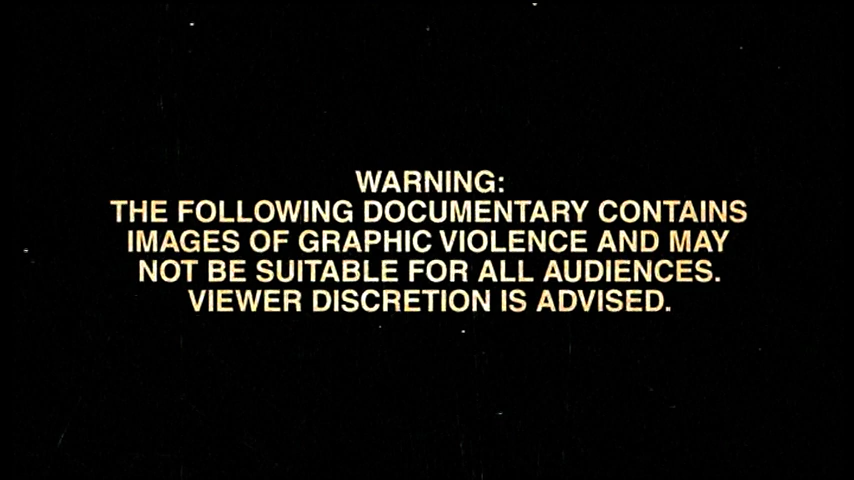 WARNING:
THE FOLLOWING DOCUMENTARY CONTAINS
IMAGES OF GRAPHIC VIOLENCE AND MAY
NOT BE SUITABLE FOR ALL AUDIENCES.
VIEWER DISCRETION IS ADVISED.